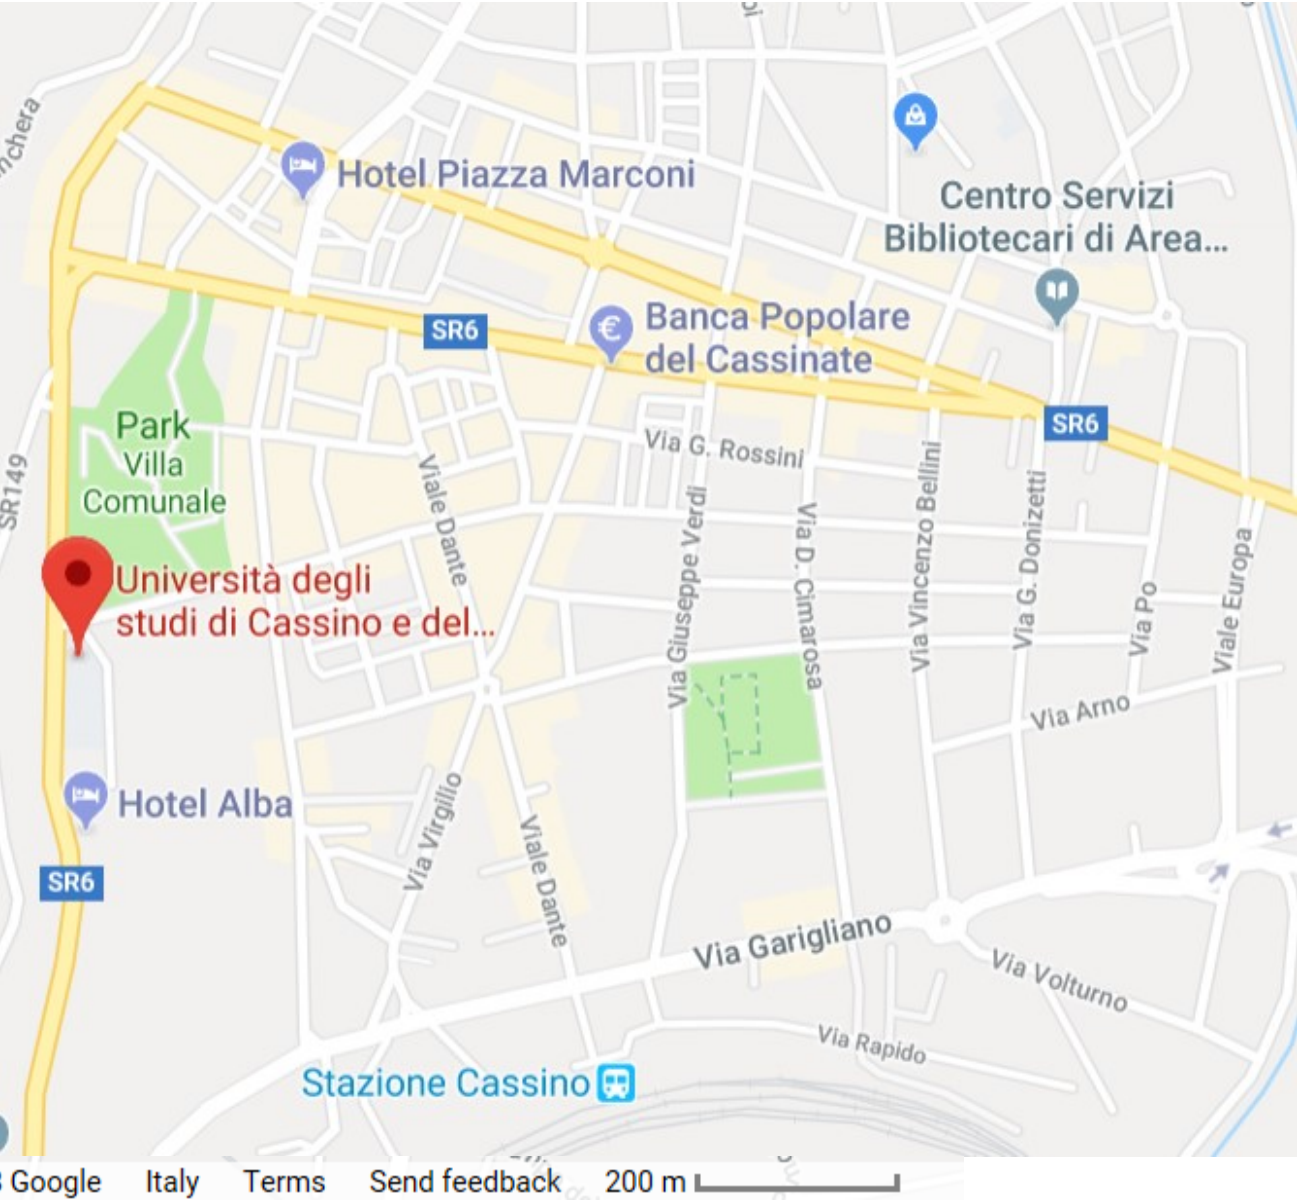 Hotel Piazza Marconi
Centro Servizi
Bibliotecari di Area...
SR6
Banca Popolare
del Cassinate
SR6
Park
Villa
Comunale
Via G. Rossini
SR149
Viale Dante
Via Giuseppe Verdi
Via D. Cimarosa
Via Vincenzo Bellini
Via G. Donizetti
Via Po
Viale Europa
Università degli
studi di Cassino e del...
Via Arno
Hotel Alba
Via Virgilio
Viale Dante
SR6
Via Garigliano
Via Volturno
Via Rapido
Stazione Cassino
Google Italy Terms Send feedback 200 m